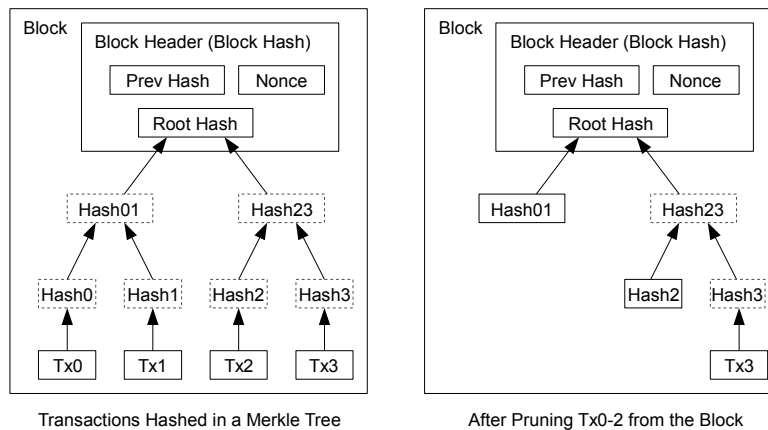 Block
Block Header (Block Hash)
Prev Hash
Nonce
Root Hash
Hash01
Hash23
Hash0
Hash1
Hash2
Hash3
Tx0
Tx1
Tx2
Tx3
Transactions Hashed in a Merkle Tree
Block
Block Header (Block Hash)
Prev Hash
Nonce
Root Hash
Hash01
Hash23
Hash2
Hash3
Tx3
After Pruning Tx0-2 from the Block